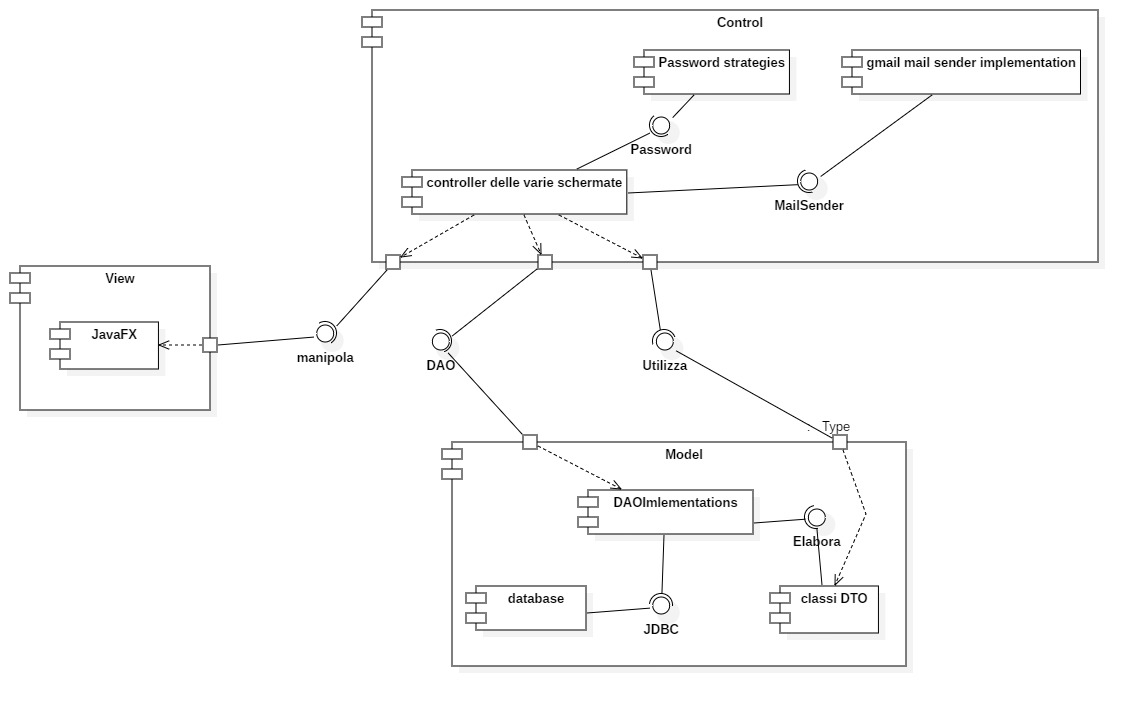 Control
Password strategies
gmail mail sender implementation
Password
controller delle varie schermate
MailSender
View
JavaFX
manipola
DAO
Utilizza
Type
Model
DAOImlementations
Elabora
database
classi DTO
JDBC